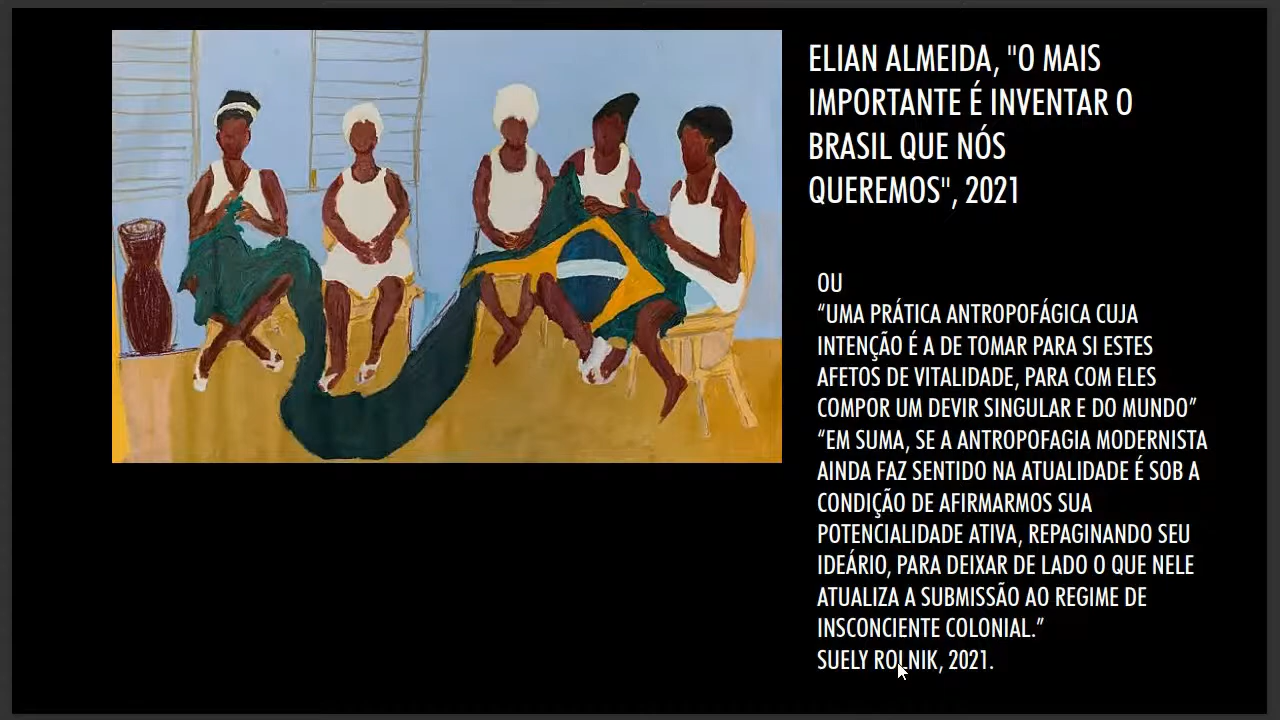 ELIAN ALMEIDA, "O MAIS
IMPORTANTE É INVENTAR O
BRASIL QUE NÓS
QUEREMOS", 2021
OU
“UMA PRÁTICA ANTROPOFÁGICA CUJA
INTENÇÃO É A DE TOMAR PARA SI ESTES
AFETOS DE VITALIDADE, PARA COM ELES
COMPOR UM DEVIR SINGULAR E DO MUNDO”
“EM SUMA, SE A ANTROPOFAGIA MODERNISTA
AINDA FAZ SENTIDO NA ATUALIDADE É SOB A
CONDIÇÃO DE AFIRMARMOS SUA
POTENCIALIDADE ATIVA, REPAGINANDO SEU
IDEÁRIO, PARA DEIXAR DE LADO O QUE NELE
ATUALIZA A SUBMISSÃO AO REGIME DE
INSCONCIENTE COLONIAL.”
SUELY ROLNIK, 2021.